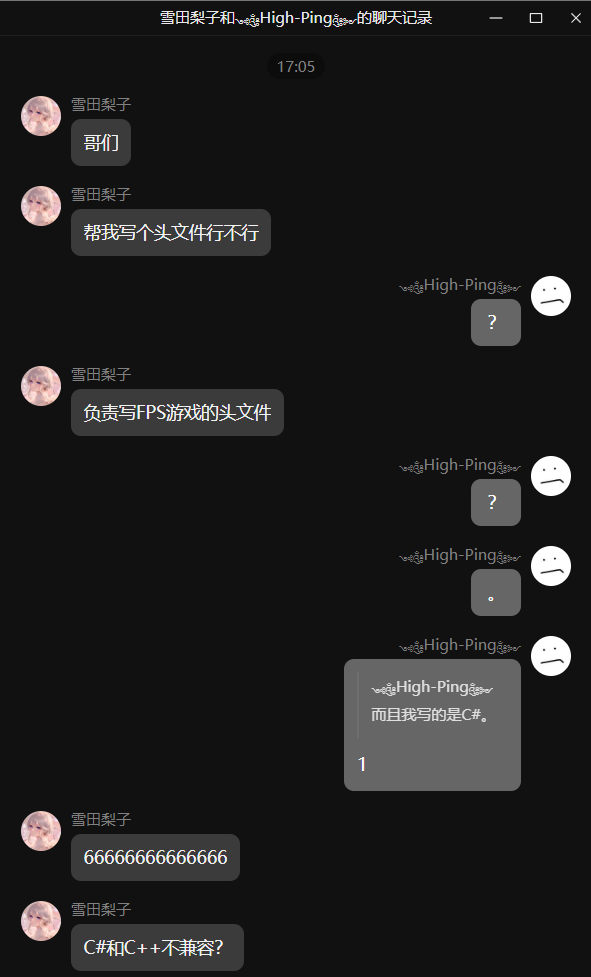 雪田梨子和࿐ཉི༗High-Pingཉི༗࿐的聊天记录
17:05
雪田梨子
哥们
雪田梨子
帮我写个头文件行不行
High-Ping
？
雪田梨子
负责写FPS游戏的头文件
High-Ping
？
High-Ping
。
High-Ping
High-Ping
而且我写的是C#。
1
雪田梨子
66666666666666
雪田梨子
C#和C++不兼容？